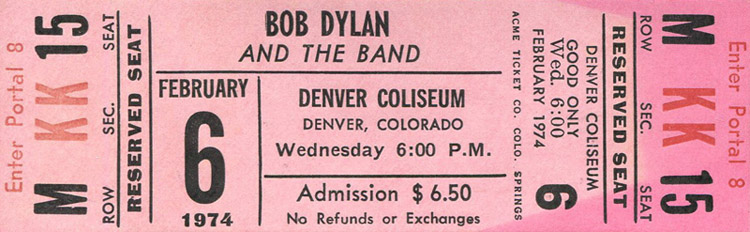 Enter Portal 8
M KK 15
ROW SEC. SEAT
RESERVED SEAT
BOB DYLAN
AND THE BAND
FEBRUARY
6
1974
DENVER COLISEUM
DENVER, COLORADO
Wednesday 6:00 P.M.
Admission $ 6.50
No Refunds or Exchanges
ACME TICKET CO. COLO. SPRINGS
FEBRUARY 1974
Wed. 6:00
GOOD ONLY
6
DENVER COLISEUM
RESERVED SEAT
ROW SEC. SEAT
M KK 15
Enter Portal 8